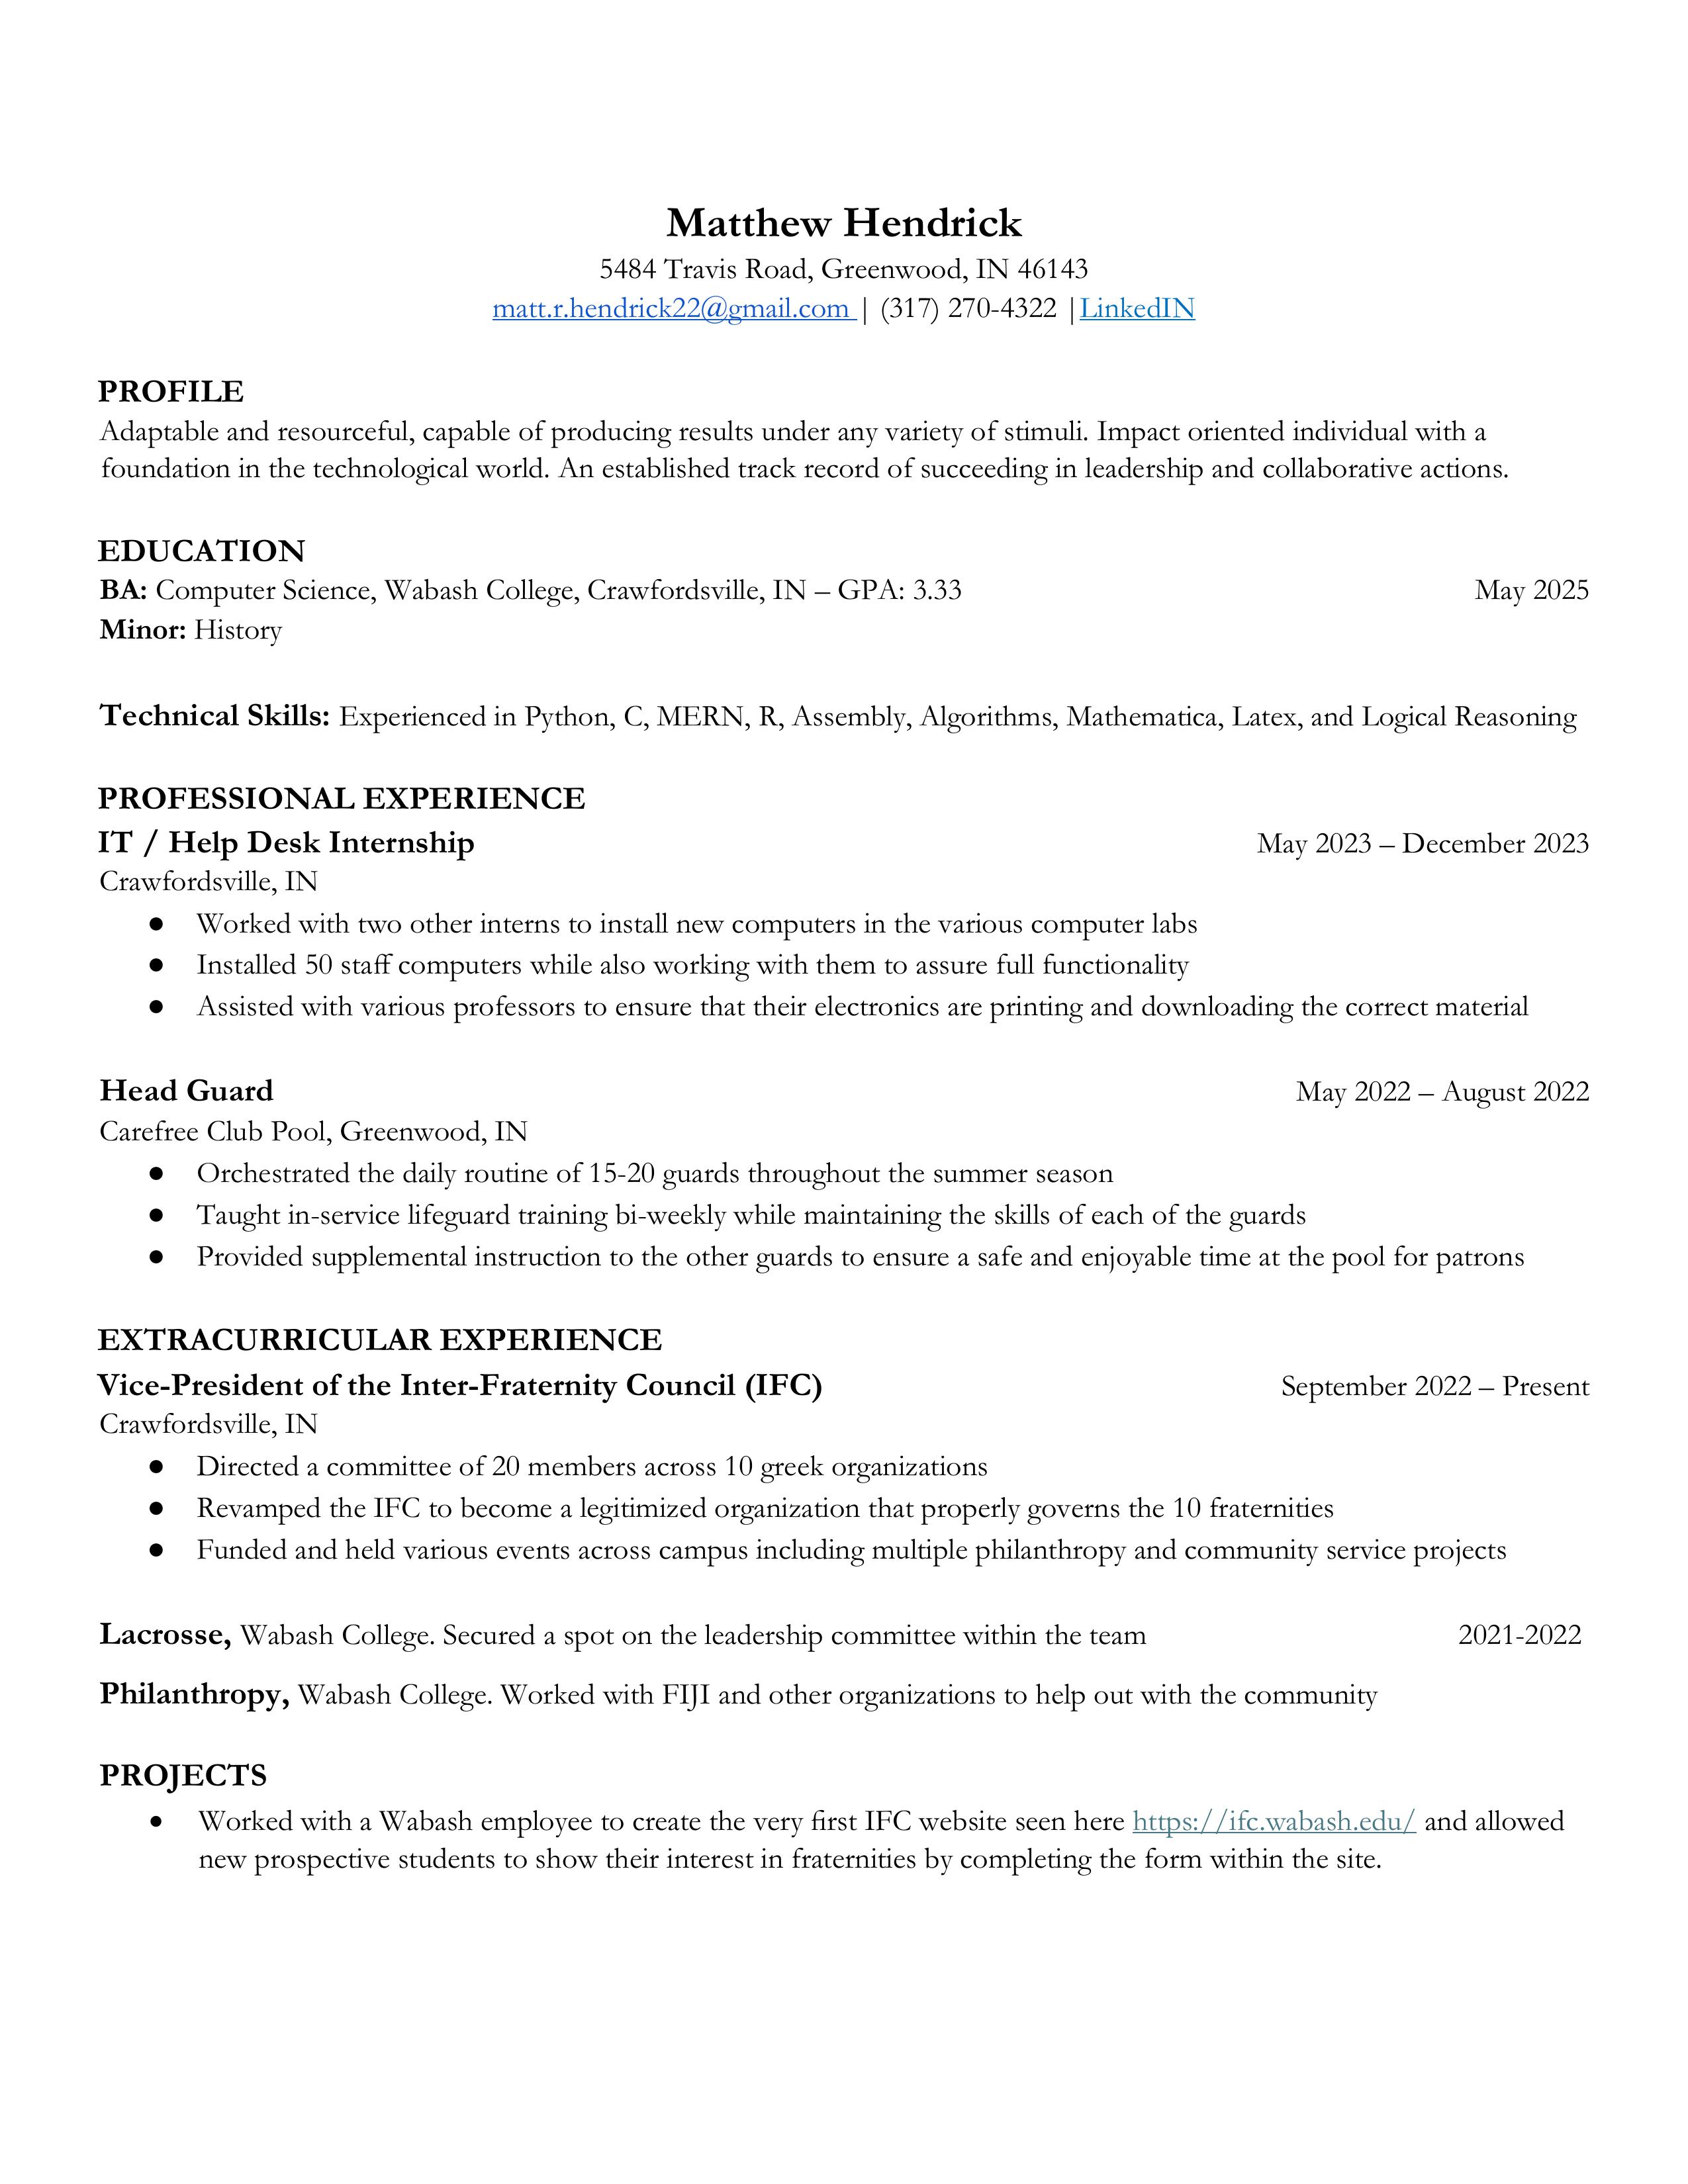 Matthew Hendrick
5484 Travis Road, Greenwood, IN 46143
matt.r.hendrick22@gmail.com | (317) 270-4322 |LinkedIN
PROFILE
Adaptable and resourceful, capable of producing results under any variety of stimuli. Impact oriented individual with a
foundation in the technological world. An established track record of succeeding in leadership and collaborative actions.
EDUCATION
BA: Computer Science, Wabash College, Crawfordsville, IN – GPA: 3.33 May 2025
Minor: History
Technical Skills: Experienced in Python, C, MERN, R, Assembly, Algorithms, Mathematica, Latex, and Logical Reasoning
PROFESSIONAL EXPERIENCE
IT / Help Desk Internship May 2023 – December 2023
Crawfordsville, IN
● Worked with two other interns to install new computers in the various computer labs
● Installed 50 staff computers while also working with them to assure full functionality
● Assisted with various professors to ensure that their electronics are printing and downloading the correct material
Head Guard May 2022 – August 2022
Carefree Club Pool, Greenwood, IN
● Orchestrated the daily routine of 15-20 guards throughout the summer season
● Taught in-service lifeguard training bi-weekly while maintaining the skills of each of the guards
● Provided supplemental instruction to the other guards to ensure a safe and enjoyable time at the pool for patrons
EXTRACURRICULAR EXPERIENCE
Vice-President of the Inter-Fraternity Council (IFC) September 2022 – Present
Crawfordsville, IN
● Directed a committee of 20 members across 10 greek organizations
● Revamped the IFC to become a legitimized organization that properly governs the 10 fraternities
● Funded and held various events across campus including multiple philanthropy and community service projects
Lacrosse, Wabash College. Secured a spot on the leadership committee within the team 2021-2022
Philanthropy, Wabash College. Worked with FIJI and other organizations to help out with the community
PROJECTS
● Worked with a Wabash employee to create the very first IFC website seen here https://ifc.wabash.edu/ and allowed
new prospective students to show their interest in fraternities by completing the form within the site.